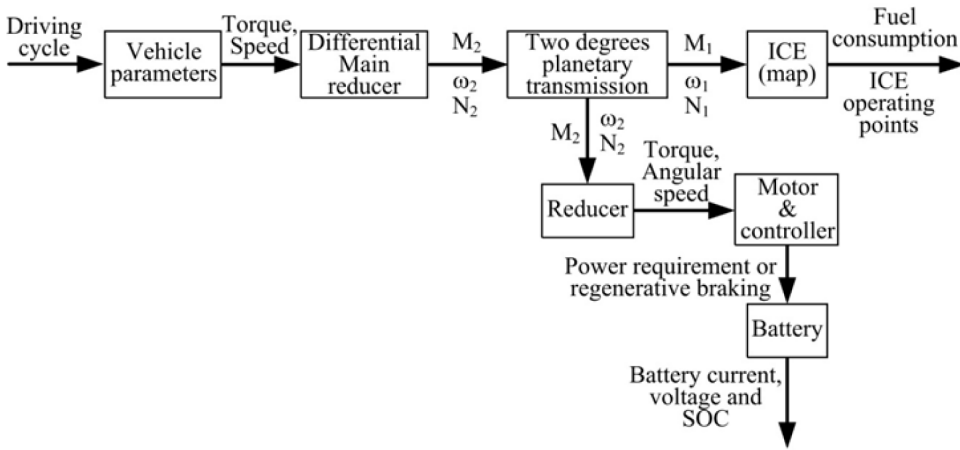 Driving
cycle
Vehicle
parameters
Torque,
Speed
Differential
Main
reducer
M₂
ω₂
N₂
Two degrees
planetary
transmission
M₁
ω₁
N₁
ICE
(map)
Fuel
consumption
ICE
operating
points
M₂
ω₂
N₂
Reducer
Torque,
Angular
speed
Motor
&
controller
Power requirement or
regenerative braking
Battery
Battery current,
voltage and
SOC